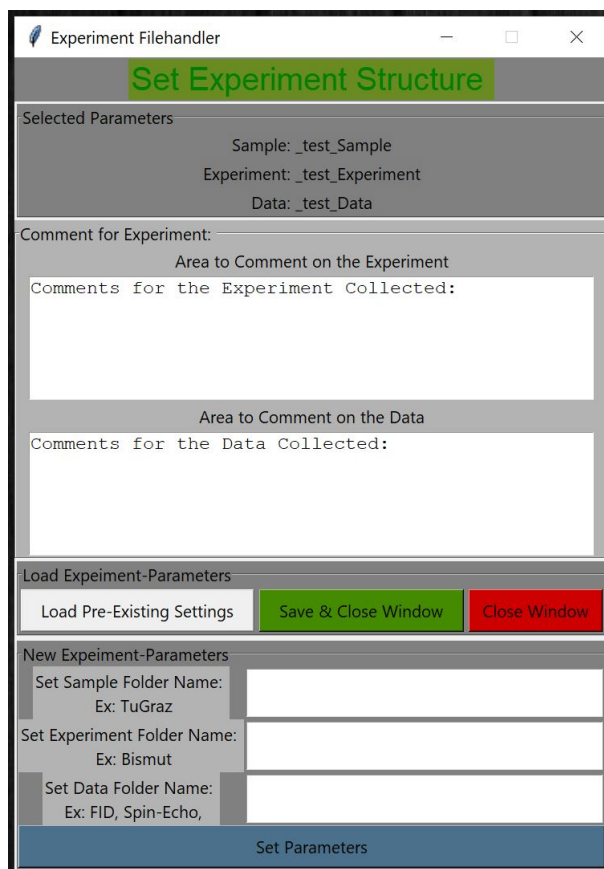 Experiment Filehandler
Set Experiment Structure
Selected Parameters
Sample: _test_Sample
Experiment: _test_Experiment
Data: _test_Data
Comment for Experiment:
Area to Comment on the Experiment
Comments for the Experiment Collected:
Area to Comment on the Data
Comments for the Data Collected:
Load Expeiment-Parameters
Load Pre-Existing Settings Save & Close Window Close Window
New Expeiment-Parameters
Set Sample Folder Name:
Ex: TuGraz
Set Experiment Folder Name:
Ex: Bismut
Set Data Folder Name:
Ex: FID, Spin-Echo,
Set Parameters